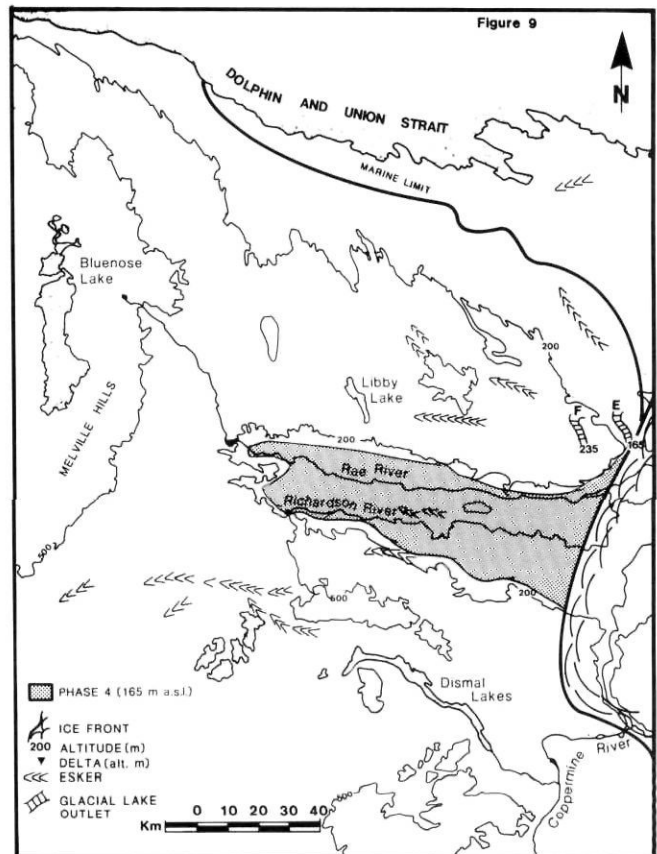 Figure 9
N
DOLPHIN AND UNION STRAIT
MARINE LIMIT
Bluenose
Lake
MELVILLE HILLS
200
Libby
Lake
F
E
235
165
200
Rae River
Richardson River
500
500
200
Dismal
Lakes
Coppermine River
500
PHASE 4 (165 m a.s.l.)
ICE FRONT
200 ALTITUDE (m)
DELTA (alt. m)
ESKER
GLACIAL LAKE
OUTLET
0 10 20 30 40
Km